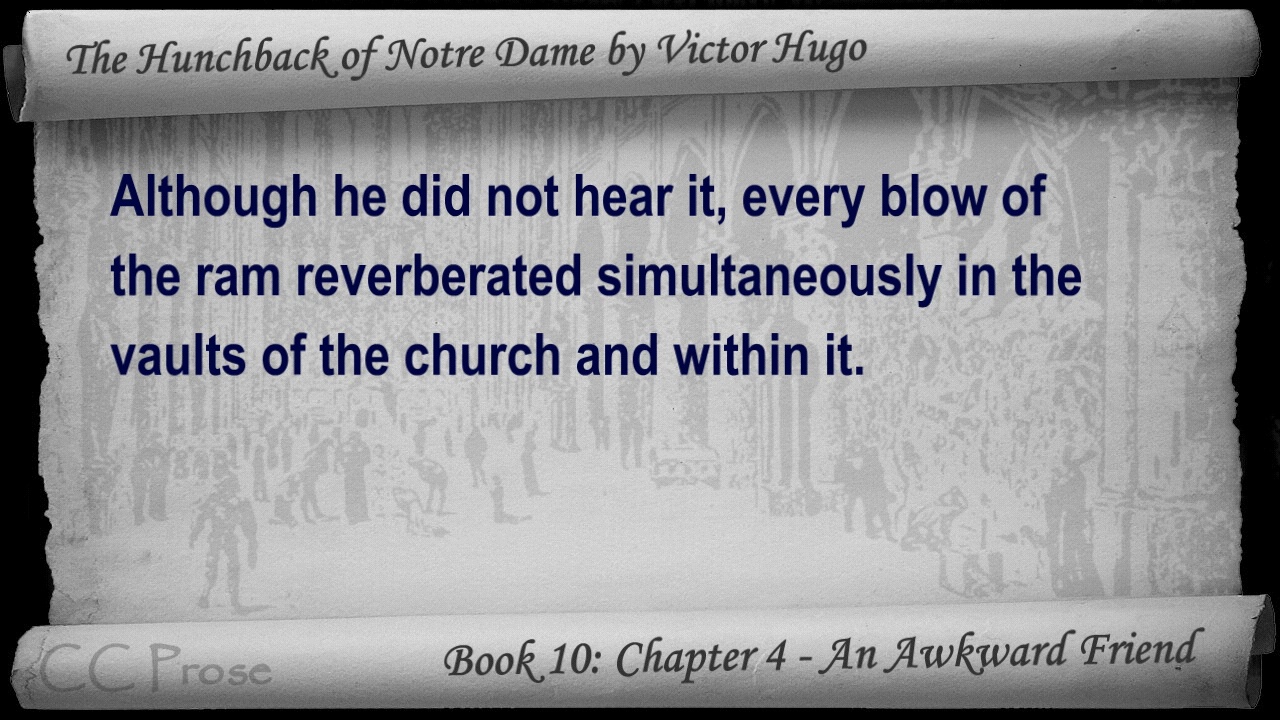 The Hunchback of Notre Dame by Victor Hugo
Although he did not hear it, every blow of
the ram reverberated simultaneously in the
vaults of the church and within it.
CC Prose
Book 10: Chapter 4 - An Awkward Friend